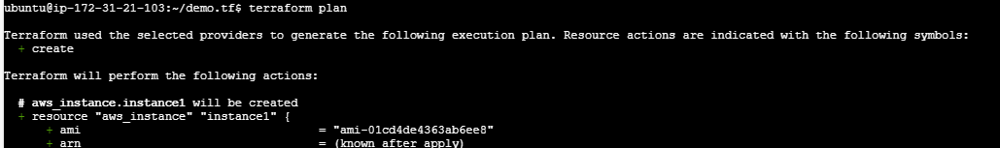 ubuntu@ip-172-31-21-103:~/demo.tf$ terraform plan
Terraform used the selected providers to generate the following execution plan. Resource actions are indicated with the following symbols:
+ create
Terraform will perform the following actions:
# aws_instance.instance1 will be created
+ resource "aws_instance" "instance1" {
+ ami = "ami-01cd4de4363ab6ee8"
+ arn = (known after apply)